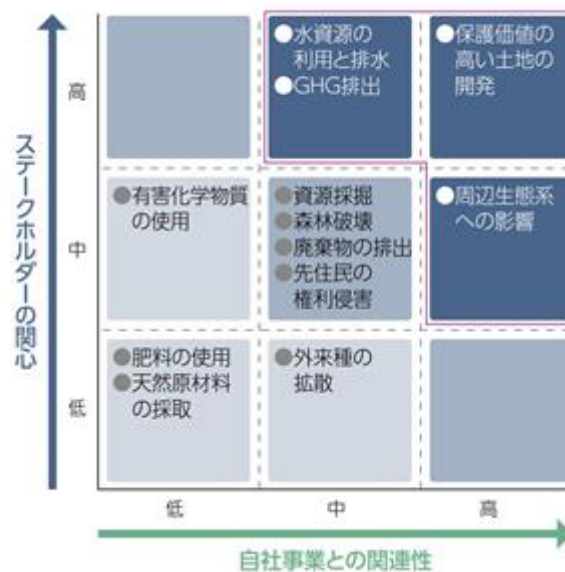 ステークホルダーの関心
高
中
低
●水資源の
利用と排水
●GHG排出
●保護価値の
高い土地の
開発
●有害化学物質
の使用
●資源採掘
●森林破壊
●廃棄物の排出
●先住民の
権利侵害
●周辺生態系
への影響
●肥料の使用
●天然原材料
の採取
●外来種の
拡散
低
中
高
自社事業との関連性